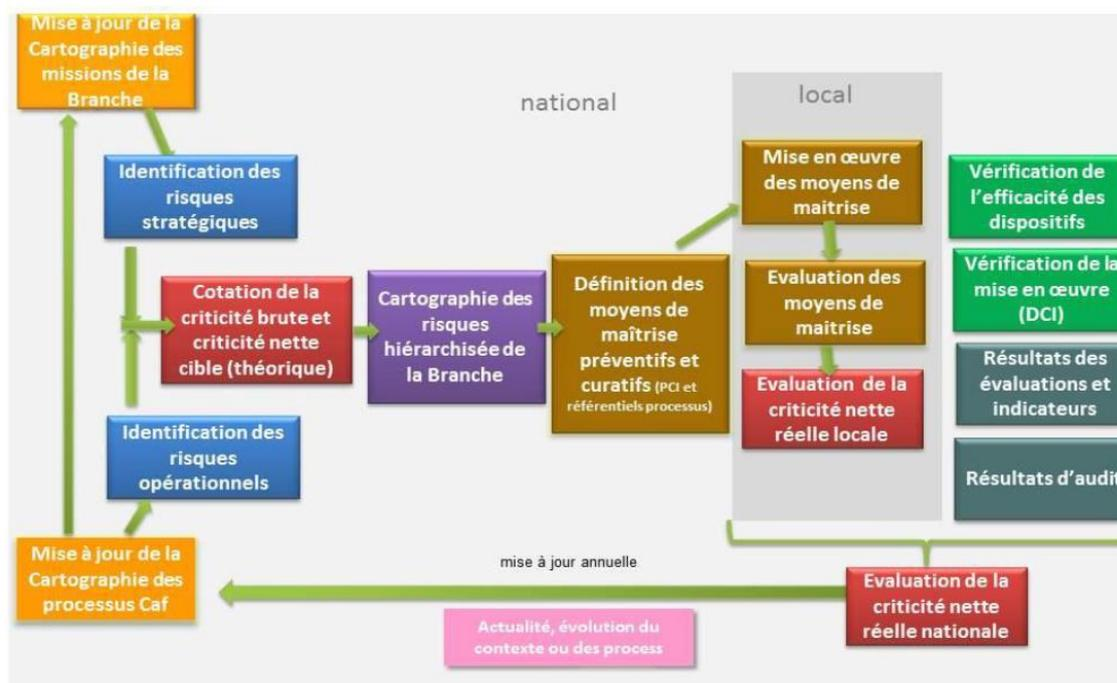 Mise à jour de la
Cartographie des
missions de la
Branche
national
local
Identification des
risques
stratégiques
Mise en œuvre
des moyens de
maitrise
Vérification de
l'efficacité des
dispositifs
Cotation de la
criticité brute et
criticité nette
cible (théorique)
Cartographie des
risques
hiérarchisée de
la Branche
Définition des
moyens de
maîtrise
préventifs et
curatifs (PCI et
référentiels processus)
Evaluation des
moyens de
maitrise
Vérification de la
mise en œuvre
(DCI)
Evaluation de la
criticité nette
réelle locale
Résultats des
évaluations et
indicateurs
Identification des
risques
opérationnels
Résultats d'audit
Mise à jour de la
Cartographie des
processus Caf
mise à jour annuelle
Evaluation de la
criticité nette
réelle nationale
Actualité, évolution du
contexte ou des process